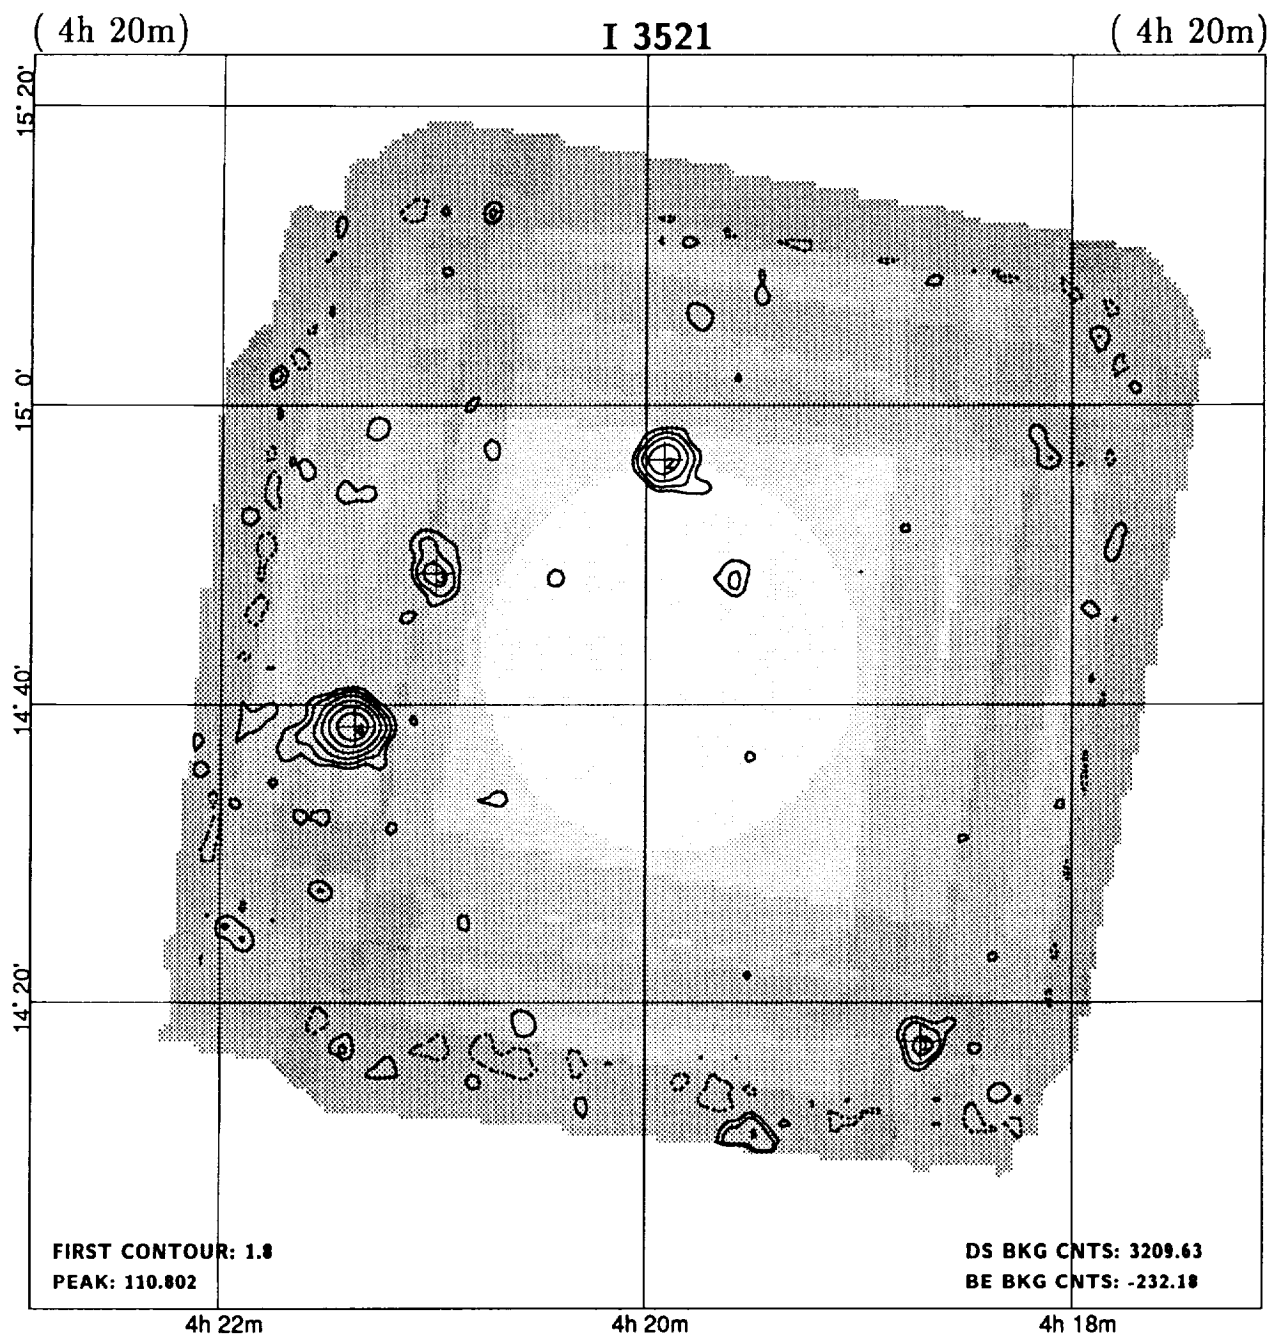 ( 4h 20m)
I 3521
( 4h 20m)
15° 20'
15° 0'
14° 40'
14° 20'
FIRST CONTOUR: 1.8
PEAK: 110.802
DS BKG CNTS: 3209.63
BE BKG CNTS: -232.18
4h 22m
4h 20m
4h 18m